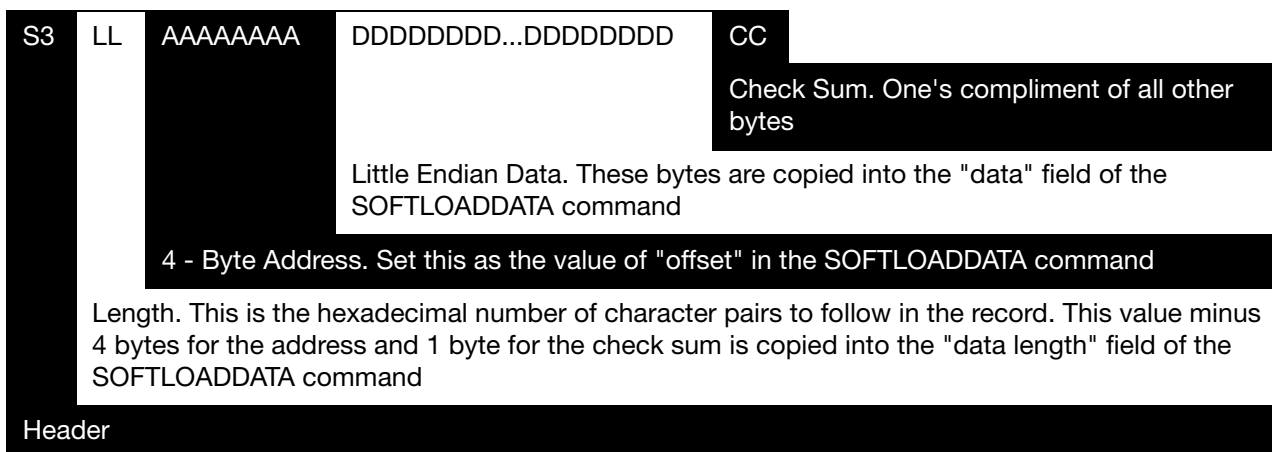 S3 LL AAAAAAAA DDDDDDDD...DDDDDDDD CC
Check Sum. One's compliment of all other
bytes
Little Endian Data. These bytes are copied into the "data" field of the
SOFTLOADDATA command
4 - Byte Address. Set this as the value of "offset" in the SOFTLOADDATA command
Length. This is the hexadecimal number of character pairs to follow in the record. This value minus
4 bytes for the address and 1 byte for the check sum is copied into the "data length" field of the
SOFTLOADDATA command
Header